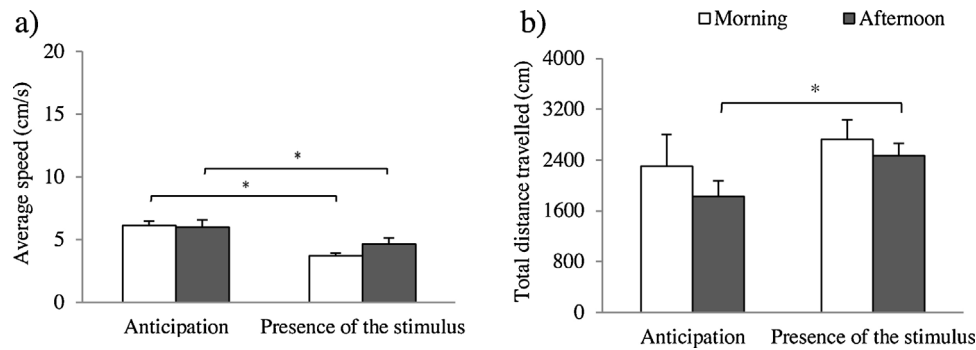 a)
Average speed (cm/s)
20
15
10
5
0
*
*
Anticipation
Presence of the stimulus
b)
Morning
Afternoon
Total distance travelled (cm)
4000
3200
2400
1600
800
0
*
Anticipation
Presence of the stimulus